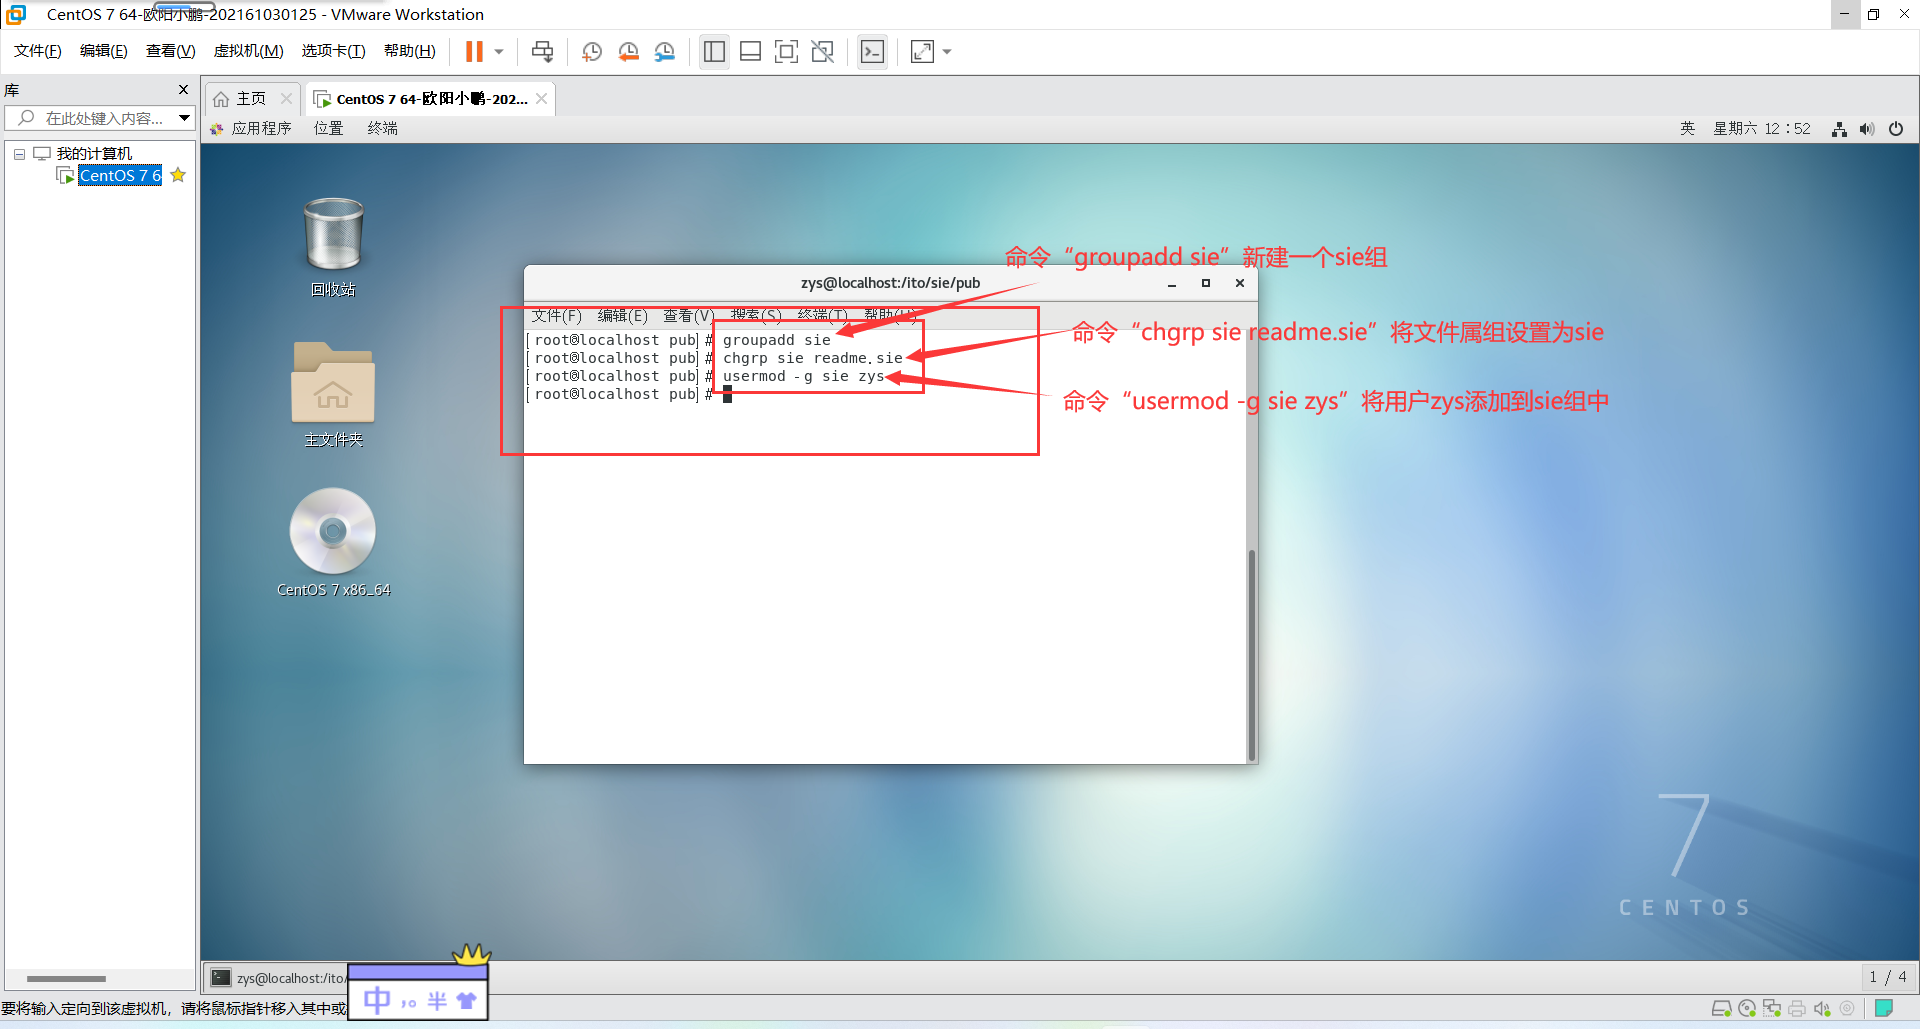 CentOS 7 64-欧阳小鹏-202161030125 - VMware Workstation
文件(F) 编辑(E) 查看(V) 虚拟机(M) 选项卡(T) 帮助(H)
库
在此处键入内容...
我的计算机
CentOS 7 6
主页
CentOS 7 64-欧阳小鹏-202...
应用程序 位置 终端
英 星期六 12：52
回收站
主文件夹
CentOS 7 x86_64
命令“groupadd sie”新建一个sie组
zys@localhost:/ito/sie/pub
文件(F) 编辑(E) 查看(V) 搜索(S) 终端(T) 帮助(H)
[root@localhost pub]# groupadd sie
[root@localhost pub]# chgrp sie readme.sie
[root@localhost pub]# usermod -g sie zys
[root@localhost pub]#
命令“chgrp sie readme.sie”将文件属组设置为sie
命令“usermod -g sie zys”将用户zys添加到sie组中
7
CENTOS
zys@localhost:/ito/
1 / 4
中 ，。 半
要将输入定向到该虚拟机，请将鼠标指针移入其中或